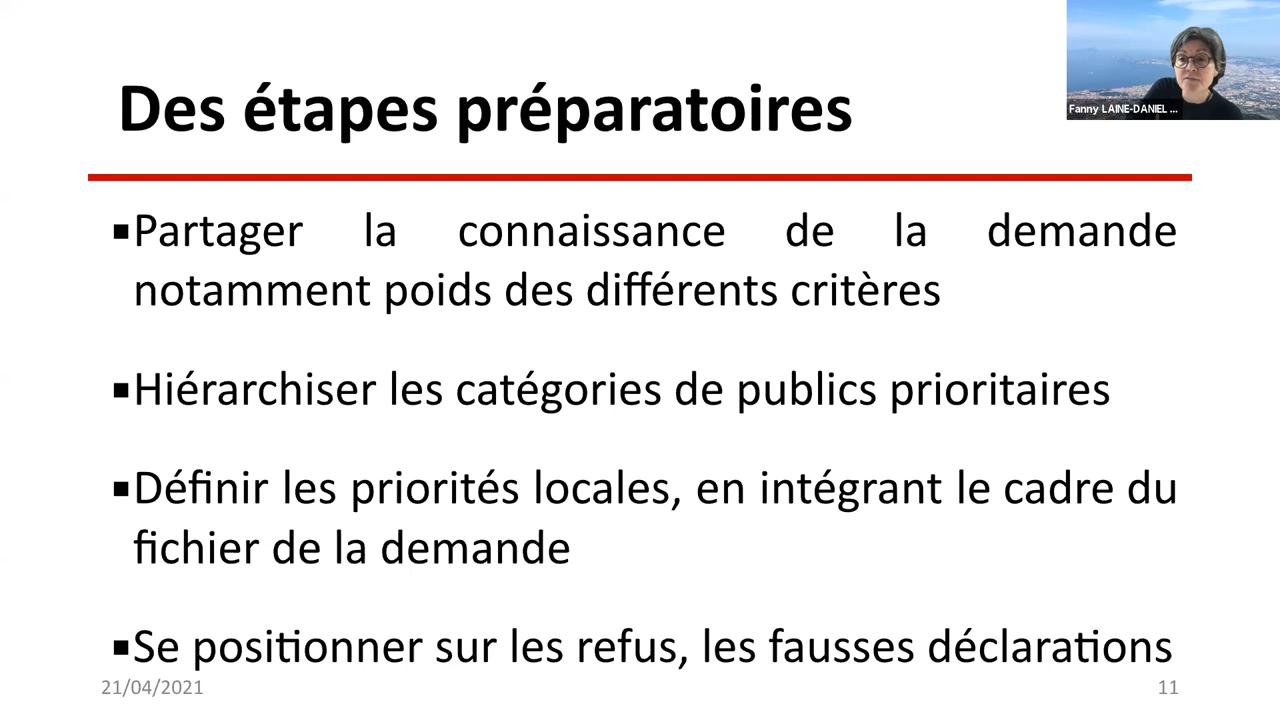 Des étapes préparatoires
Fanny LAINE-DANIEL ...
▪Partager la connaissance de la demande
notamment poids des différents critères
▪Hiérarchiser les catégories de publics prioritaires
▪Définir les priorités locales, en intégrant le cadre du
fichier de la demande
▪Se positionner sur les refus, les fausses déclarations
21/04/2021
11